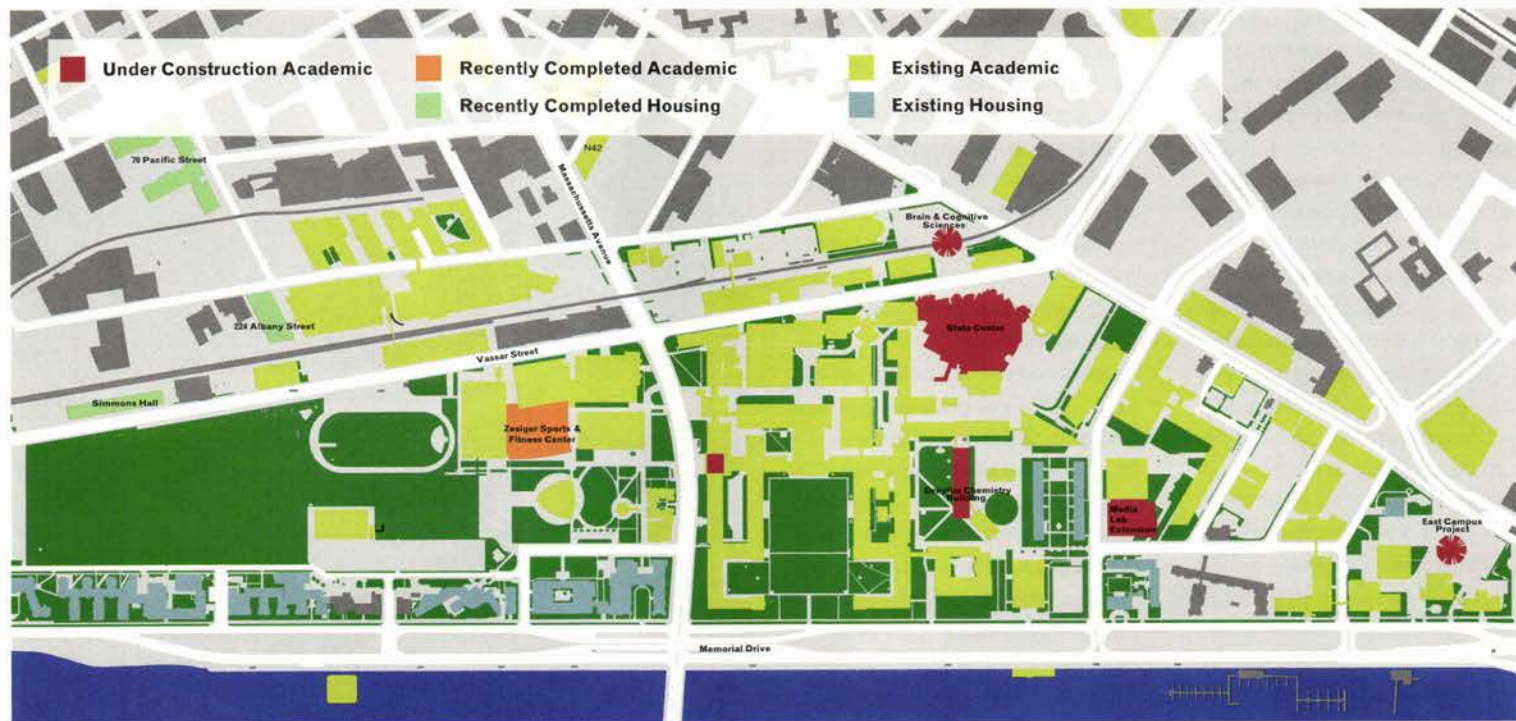 Under Construction Academic
Recently Completed Academic
Existing Academic
Recently Completed Housing
Existing Housing
70 Pacific Street
N42
Massachussetts Avenue
Brain & Cognitive
Sciences
224 Albany Street
Stata Center
Vassar Street
Simmons Hall
Zesiger Sports &
Fitness Center
Dreyfus Chemistry
Building
Media
Lab
Extension
East Campus
Project
Memorial Drive